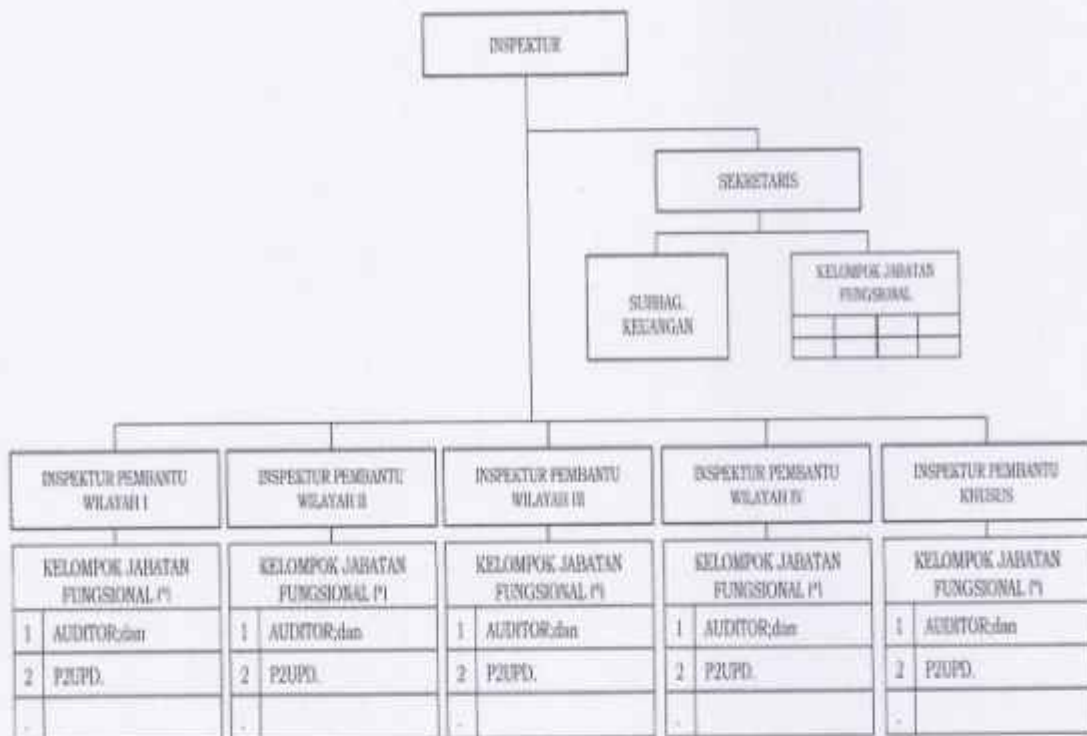 INSPEKTUR
SEKRETARIS
SUBBAG.
KEUANGAN
KELOMPOK JABATAN
FUNGSIONAL
INSPEKTUR PEMBANTU
WILAYAH I
INSPEKTUR PEMBANTU
WILAYAH II
INSPEKTUR PEMBANTU
WILAYAH III
INSPEKTUR PEMBANTU
WILAYAH IV
INSPEKTUR PEMBANTU
KHUSUS
KELOMPOK JABATAN
FUNGSIONAL (*)
1 AUDITOR;dan
2 P2UPD.
.
KELOMPOK JABATAN
FUNGSIONAL (*)
1 AUDITOR;dan
2 P2UPD.
.
KELOMPOK JABATAN
FUNGSIONAL (*)
1 AUDITOR;dan
2 P2UPD.
.
KELOMPOK JABATAN
FUNGSIONAL (*)
1 AUDITOR;dan
2 P2UPD.
.
KELOMPOK JABATAN
FUNGSIONAL (*)
1 AUDITOR;dan
2 P2UPD.
.